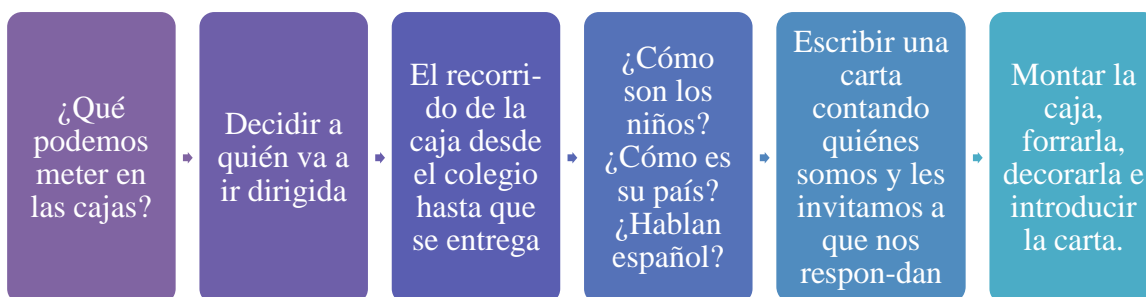 ¿Qué
podemos
meter en
las cajas?
Decidir a
quién va a
ir dirigida
El recorri-
do de la
caja desde
el colegio
hasta que
se entrega
¿Cómo
son los
niños?
¿Cómo es
su país?
¿Hablan
español?
Escribir una
carta
contando
quiénes
somos y les
invitamos a
que nos
respon-dan
Montar la
caja,
forrarla,
decorarla e
introducir
la carta.